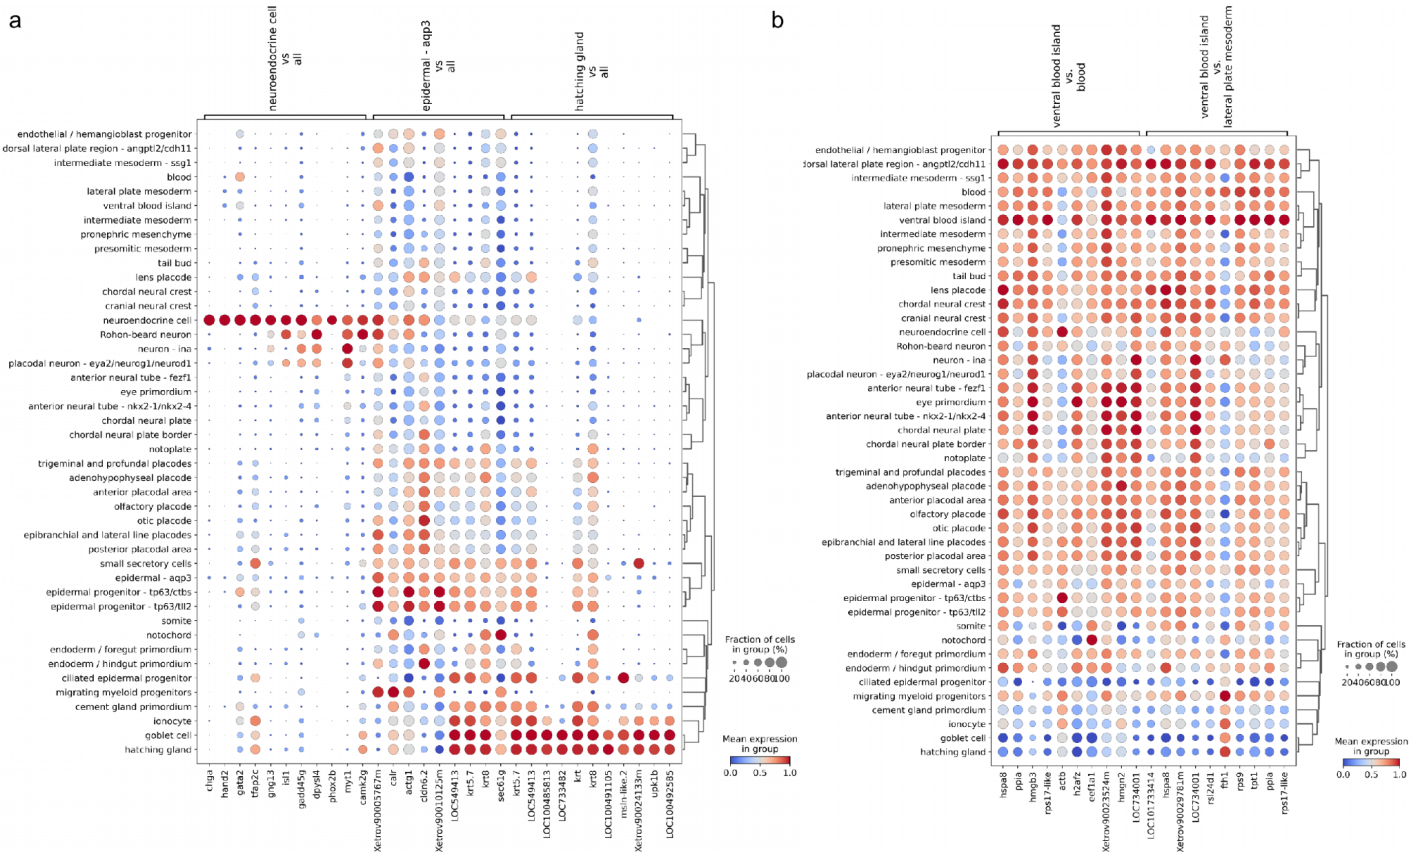 a
neuroendocrine cell
vs
all
epidermal - aqp3
vs
all
hatching gland
vs
all
endothelial / hemangioblast progenitor
dorsal lateral plate region - angptl2/cdh11
intermediate mesoderm - ssg1
blood
lateral plate mesoderm
ventral blood island
intermediate mesoderm
pronephric mesenchyme
presomitic mesoderm
tail bud
lens placode
chordal neural crest
cranial neural crest
neuroendocrine cell
Rohon-beard neuron
neuron - ina
placodal neuron - eya2/neurog1/neurod1
anterior neural tube - fezf1
eye primordium
anterior neural tube - nkx2-1/nkx2-4
chordal neural plate
chordal neural plate border
notoplate
trigeminal and profundal placodes
adenohypophyseal placode
anterior placodal area
olfactory placode
otic placode
epibranchial and lateral line placodes
posterior placodal area
small secretory cells
epidermal - aqp3
epidermal progenitor - tp63/ctbs
epidermal progenitor - tp63/tll2
somite
notochord
endoderm / foregut primordium
endoderm / hindgut primordium
ciliated epidermal progenitor
migrating myeloid progenitors
cement gland primordium
ionocyte
goblet cell
hatching gland
chga
hand2
gata2
tfap2c
gng13
isl1
gadd45g
dpysl4
phox2b
myr1
camk2g
Xetrov90005767m
calr
actg1
cldn6.2
Xetrov90010125m
LOC549413
krt5.7
krt8
sec61g
krt5.7
LOC549413
LOC100485813
LOC733482
krt
krt8
LOC100491105
msln-like.2
Xetrov90024133m
upk1b
LOC100492585
Fraction of cells
in group (%)
20406080100
Mean expression
in group
0.0 0.5 1.0
b
ventral blood island
vs.
blood
ventral blood island
vs.
lateral plate mesoderm
endothelial / hemangioblast progenitor
dorsal lateral plate region - angptl2/cdh11
intermediate mesoderm - ssg1
blood
lateral plate mesoderm
ventral blood island
intermediate mesoderm
pronephric mesenchyme
presomitic mesoderm
tail bud
lens placode
chordal neural crest
cranial neural crest
neuroendocrine cell
Rohon-beard neuron
neuron - ina
placodal neuron - eya2/neurog1/neurod1
anterior neural tube - fezf1
eye primordium
anterior neural tube - nkx2-1/nkx2-4
chordal neural plate
chordal neural plate border
notoplate
trigeminal and profundal placodes
adenohypophyseal placode
anterior placodal area
olfactory placode
otic placode
epibranchial and lateral line placodes
posterior placodal area
small secretory cells
epidermal - aqp3
epidermal progenitor - tp63/ctbs
epidermal progenitor - tp63/tll2
somite
notochord
endoderm / foregut primordium
endoderm / hindgut primordium
ciliated epidermal progenitor
migrating myeloid progenitors
cement gland primordium
ionocyte
goblet cell
hatching gland
hspa8
ppia
hmgb3
rps17-like
actb
h2afz
eef1a1
Xetrov90023524m
hmgn2
LOC734001
LOC101733414
hspa8
Xetrov90029781m
LOC734001
rsl24d1
fth1
rps9
tpt1
ppia
rps17-like
Fraction of cells
in group (%)
20406080100
Mean expression
in group
0.0 0.5 1.0